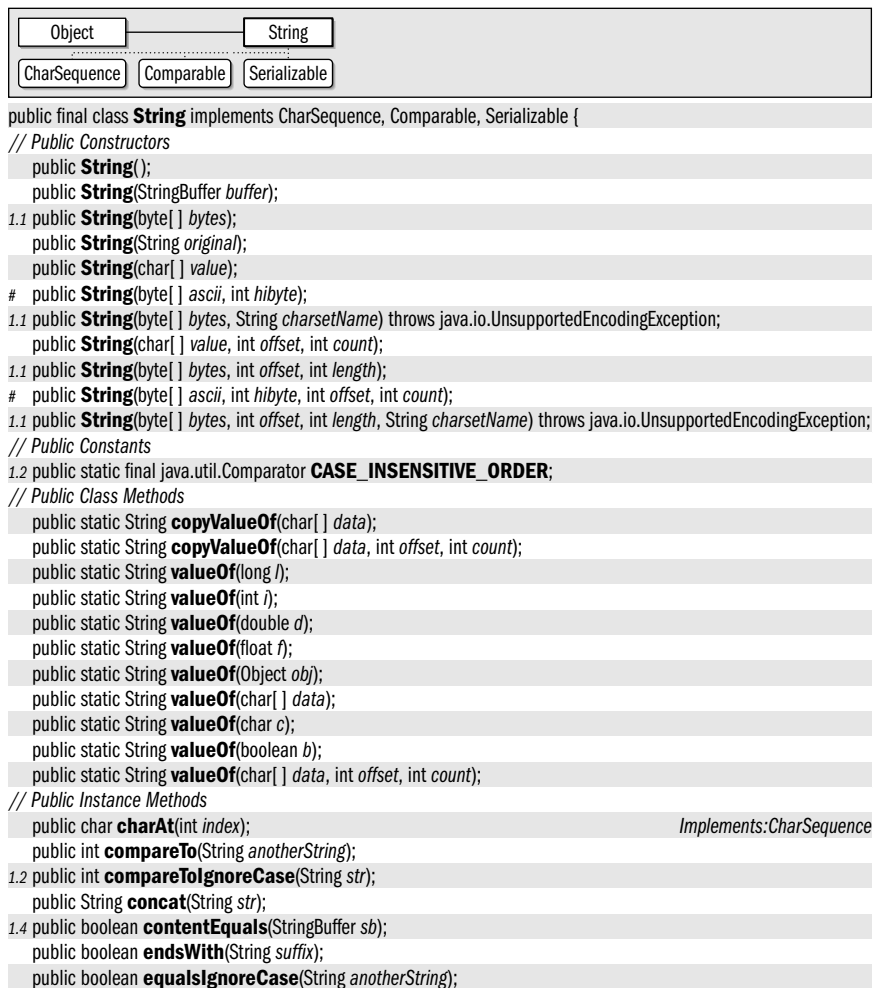 Object String
CharSequence Comparable Serializable
public final class String implements CharSequence, Comparable, Serializable {
// Public Constructors
public String( );
public String(StringBuffer buffer);
1.1 public String(byte[ ] bytes);
public String(String original);
public String(char[ ] value);
# public String(byte[ ] ascii, int hibyte);
1.1 public String(byte[ ] bytes, String charsetName) throws java.io.UnsupportedEncodingException;
public String(char[ ] value, int offset, int count);
1.1 public String(byte[ ] bytes, int offset, int length);
# public String(byte[ ] ascii, int hibyte, int offset, int count);
1.1 public String(byte[ ] bytes, int offset, int length, String charsetName) throws java.io.UnsupportedEncodingException;
// Public Constants
1.2 public static final java.util.Comparator CASE_INSENSITIVE_ORDER;
// Public Class Methods
public static String copyValueOf(char[ ] data);
public static String copyValueOf(char[ ] data, int offset, int count);
public static String valueOf(long l);
public static String valueOf(int i);
public static String valueOf(double d);
public static String valueOf(float f);
public static String valueOf(Object obj);
public static String valueOf(char[ ] data);
public static String valueOf(char c);
public static String valueOf(boolean b);
public static String valueOf(char[ ] data, int offset, int count);
// Public Instance Methods
public char charAt(int index); Implements:CharSequence
public int compareTo(String anotherString);
1.2 public int compareToIgnoreCase(String str);
public String concat(String str);
1.4 public boolean contentEquals(StringBuffer sb);
public boolean endsWith(String suffix);
public boolean equalsIgnoreCase(String anotherString);